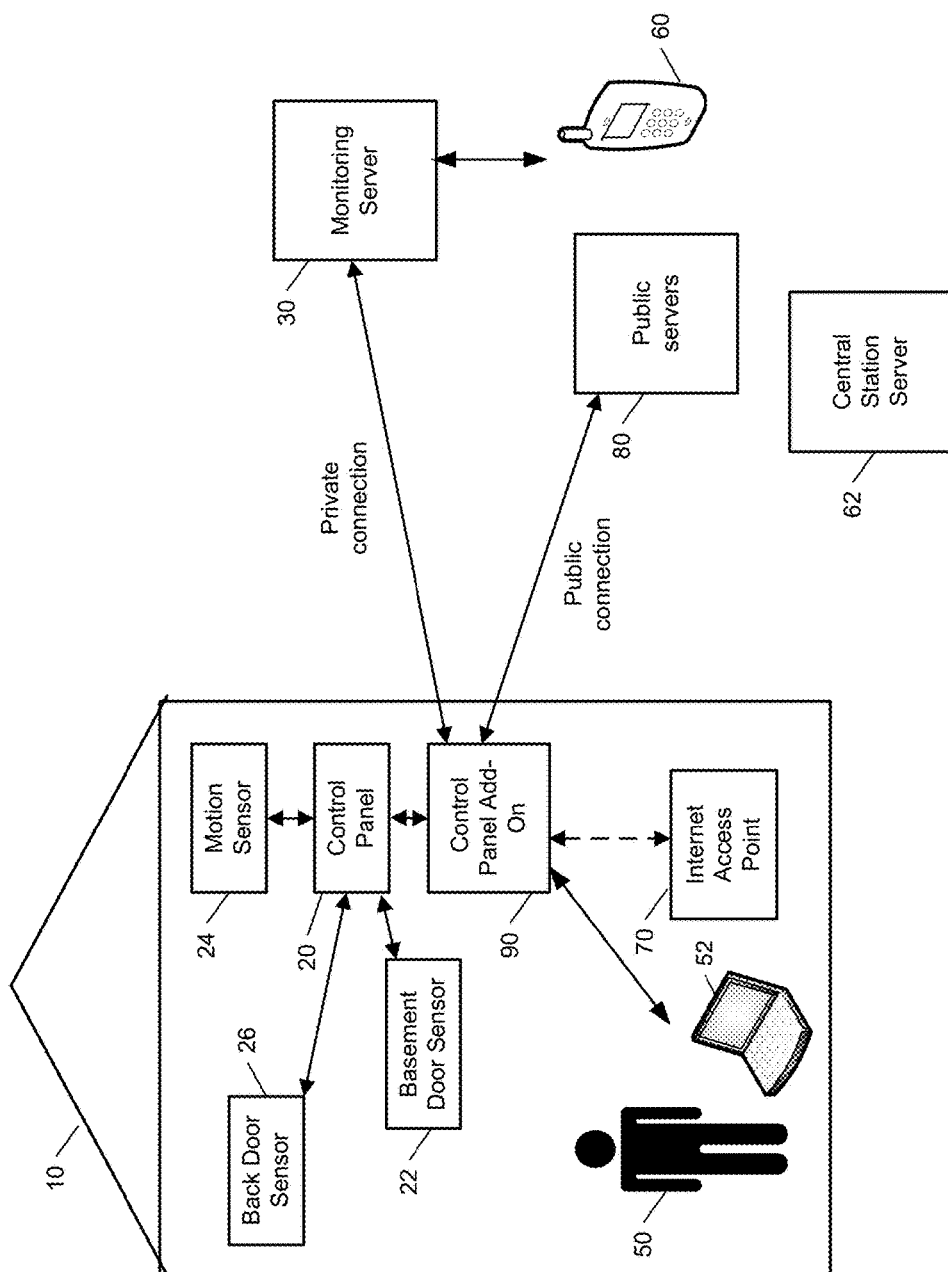 10
Back Door
Sensor
26
Motion
Sensor
24
Control
Panel
20
Basement
Door Sensor
22
Control
Panel Add-
On
90
Internet
Access
Point
70
52
50
Private
connection
Public
connection
Monitoring
Server
30
60
Public
servers
80
Central
Station
Server
62